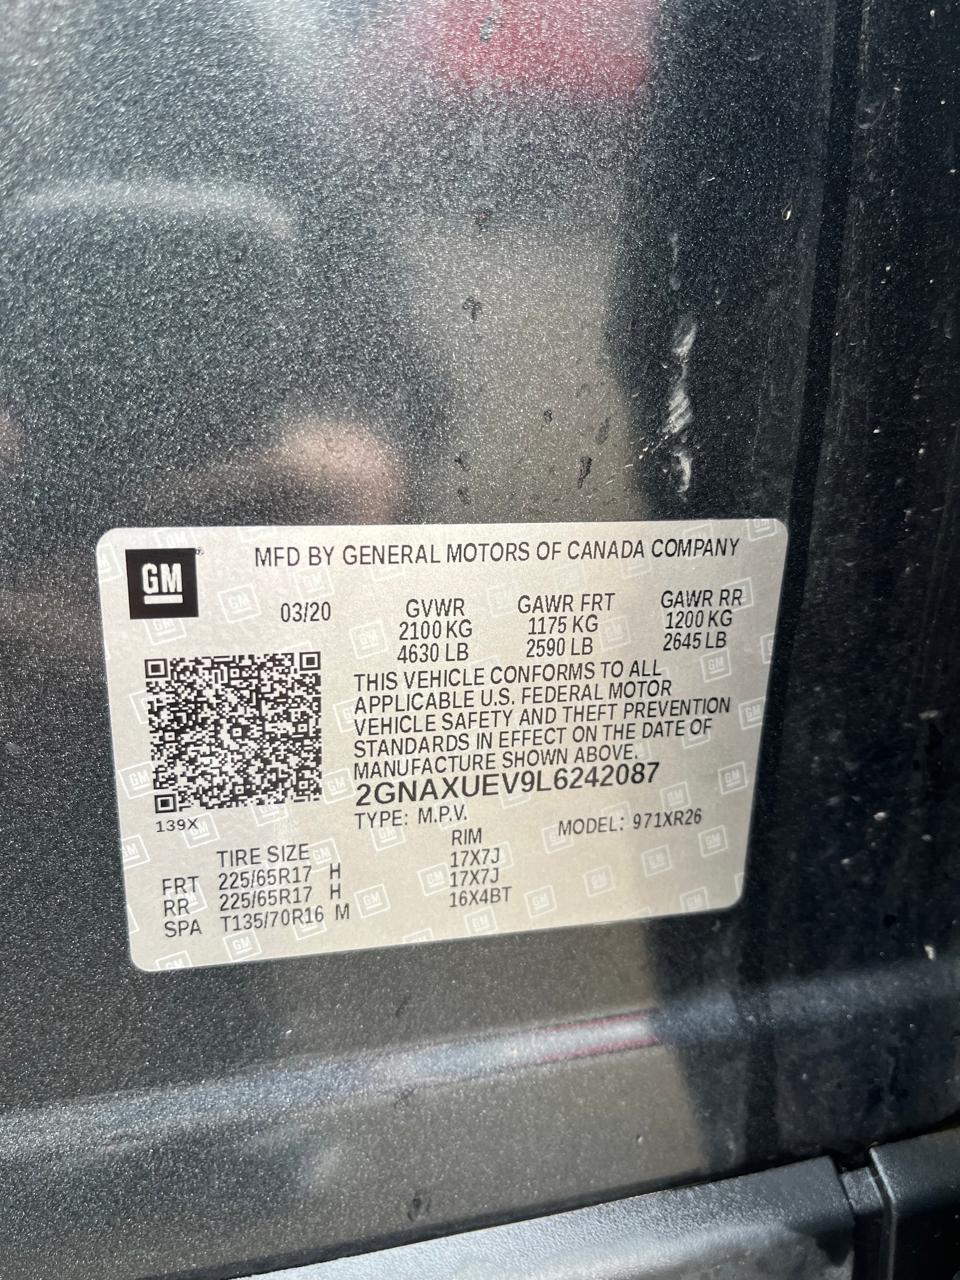 GM
MFD BY GENERAL MOTORS OF CANADA COMPANY
03/20 GVWR GAWR FRT GAWR RR
2100 KG 1175 KG 1200 KG
4630 LB 2590 LB 2645 LB
THIS VEHICLE CONFORMS TO ALL
APPLICABLE U.S. FEDERAL MOTOR
VEHICLE SAFETY AND THEFT PREVENTION
STANDARDS IN EFFECT ON THE DATE OF
MANUFACTURE SHOWN ABOVE.
2GNAXUEV9L6242087
139X TYPE: M.P.V. MODEL: 971XR26
TIRE SIZE RIM
FRT 225/65R17 H 17X7J
RR 225/65R17 H 17X7J
SPA T135/70R16 M 16X4BT